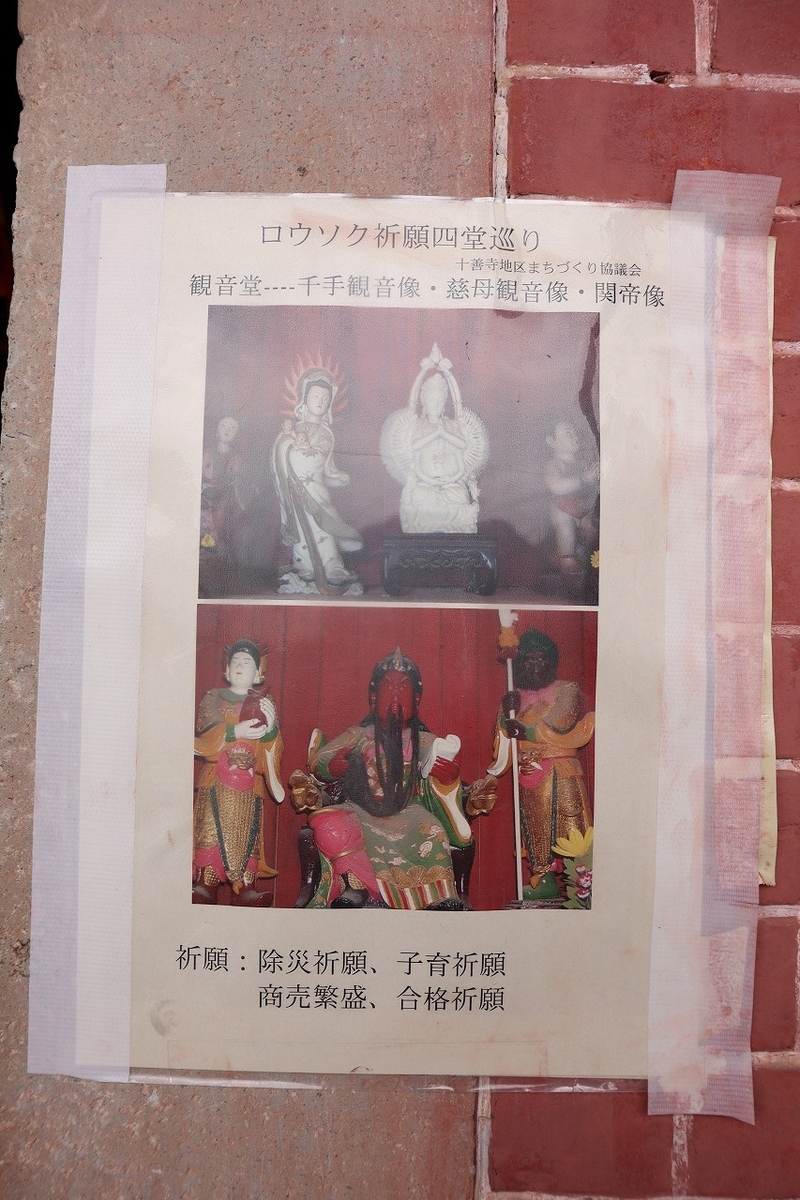 ロウソク祈願四堂巡り
十善寺地区まちづくり協議会
観音堂----千手観音像・慈母観音像・関帝像
祈願：除災祈願、子育祈願
商売繁盛、合格祈願